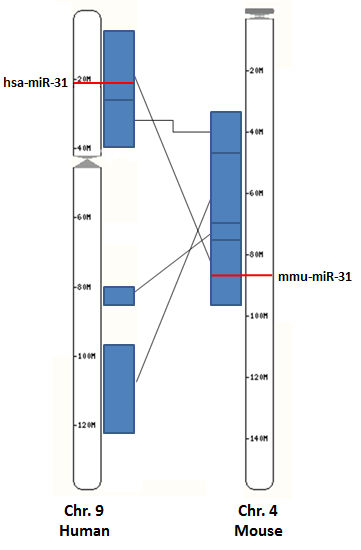 hsa-miR-31
20M
40M
60M
80M
100M
120M
20M
40M
60M
80M
100M
120M
140M
mmu-miR-31
Chr. 9
Human
Chr. 4
Mouse